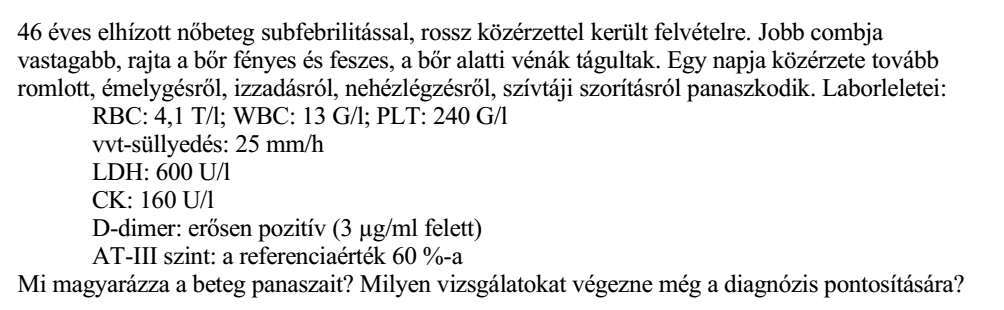 46 éves elhízott nőbeteg subfebrilitással, rossz közérzettel került felvételre. Jobb combja
vastagabb, rajta a bőr fényes és feszes, a bőr alatti vénák tágultak. Egy napja közérzete tovább
romlott, émelygésről, izzadásról, nehézlégzésről, szívtáji szorításról panaszkodik. Laborleletei:
RBC: 4,1 T/l; WBC: 13 G/l; PLT: 240 G/l
vvt-süllyedés: 25 mm/h
LDH: 600 U/l
CK: 160 U/l
D-dimer: erősen pozitív (3 µg/ml felett)
AT-III szint: a referenciaérték 60 %-a
Mi magyarázza a beteg panaszait? Milyen vizsgálatokat végezne még a diagnózis pontosítására?